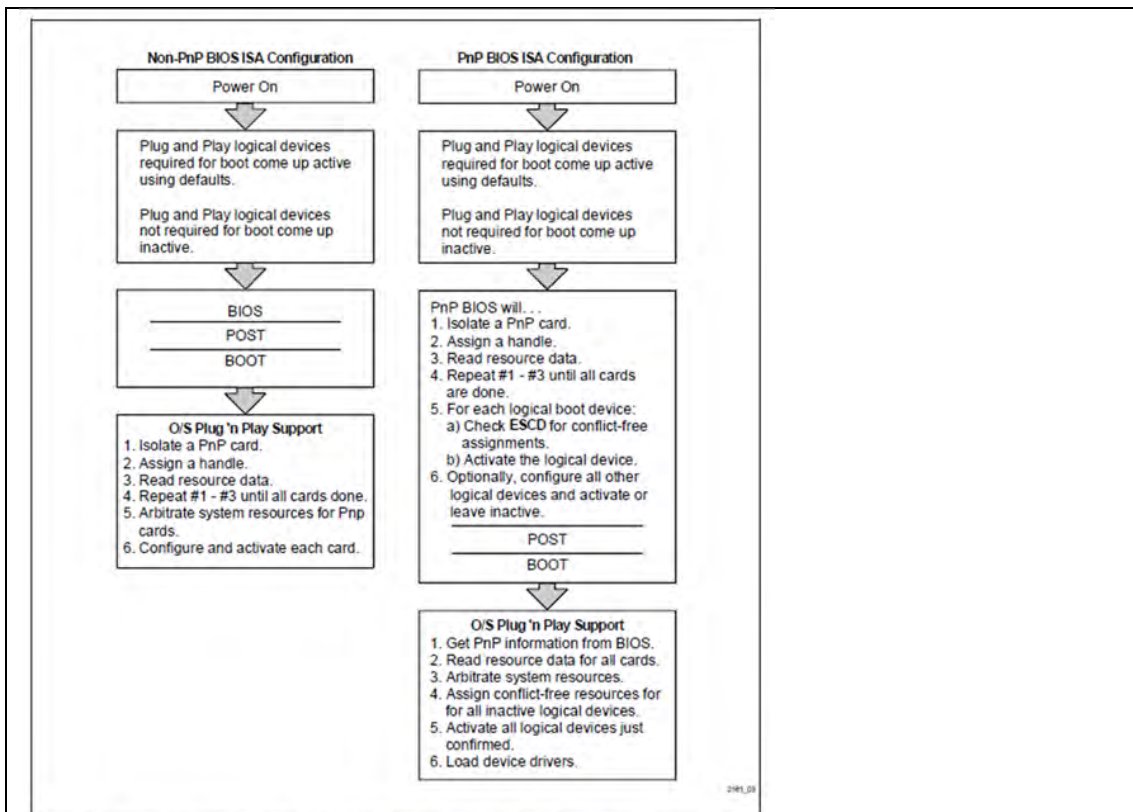 Non-PnP BIOS ISA Configuration
Power On
Plug and Play logical devices
required for boot come up active
using defaults.
Plug and Play logical devices
not required for boot come up
inactive.
BIOS
POST
BOOT
O/S Plug 'n Play Support
1. Isolate a PnP card.
2. Assign a handle.
3. Read resource data.
4. Repeat #1 - #3 until all cards done.
5. Arbitrate system resources for Pnp
cards.
6. Configure and activate each card.
PnP BIOS ISA Configuration
Power On
Plug and Play logical devices
required for boot come up active
using defaults.
Plug and Play logical devices
not required for boot come up
inactive.
PnP BIOS will. . .
1. Isolate a PnP card.
2. Assign a handle.
3. Read resource data.
4. Repeat #1 - #3 until all cards
are done.
5. For each logical boot device:
a) Check ESCD for conflict-free
assignments.
b) Activate the logical device.
6. Optionally, configure all other
logical devices and activate or
leave inactive.
POST
BOOT
O/S Plug 'n Play Support
1. Get PnP information from BIOS.
2. Read resource data for all cards.
3. Arbitrate system resources.
4. Assign conflict-free resources for
for all inactive logical devices.
5. Activate all logical devices just
confirmed.
6. Load device drivers.